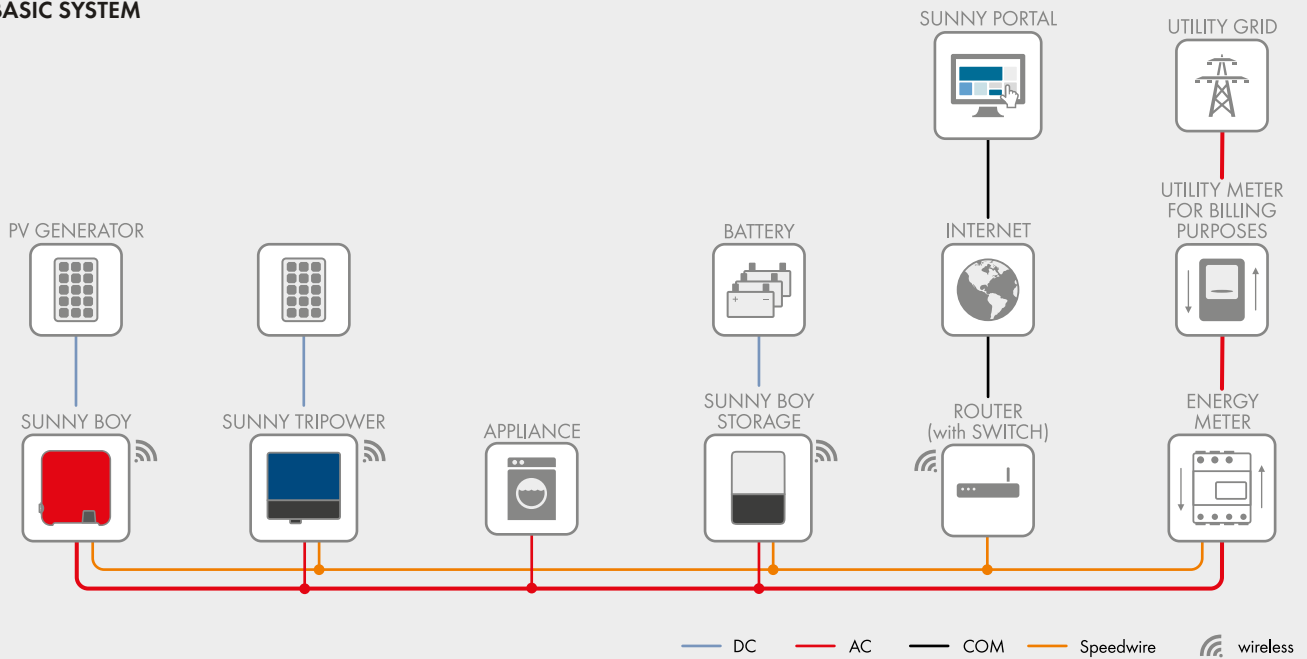 BASIC SYSTEM
SUNNY PORTAL
UTILITY GRID
UTILITY METER
FOR BILLING
PURPOSES
PV GENERATOR
BATTERY
INTERNET
SUNNY BOY
SUNNY TRIPOWER
APPLIANCE
SUNNY BOY
STORAGE
ROUTER
(with SWITCH)
ENERGY
METER
DC
AC
COM
Speedwire
wireless